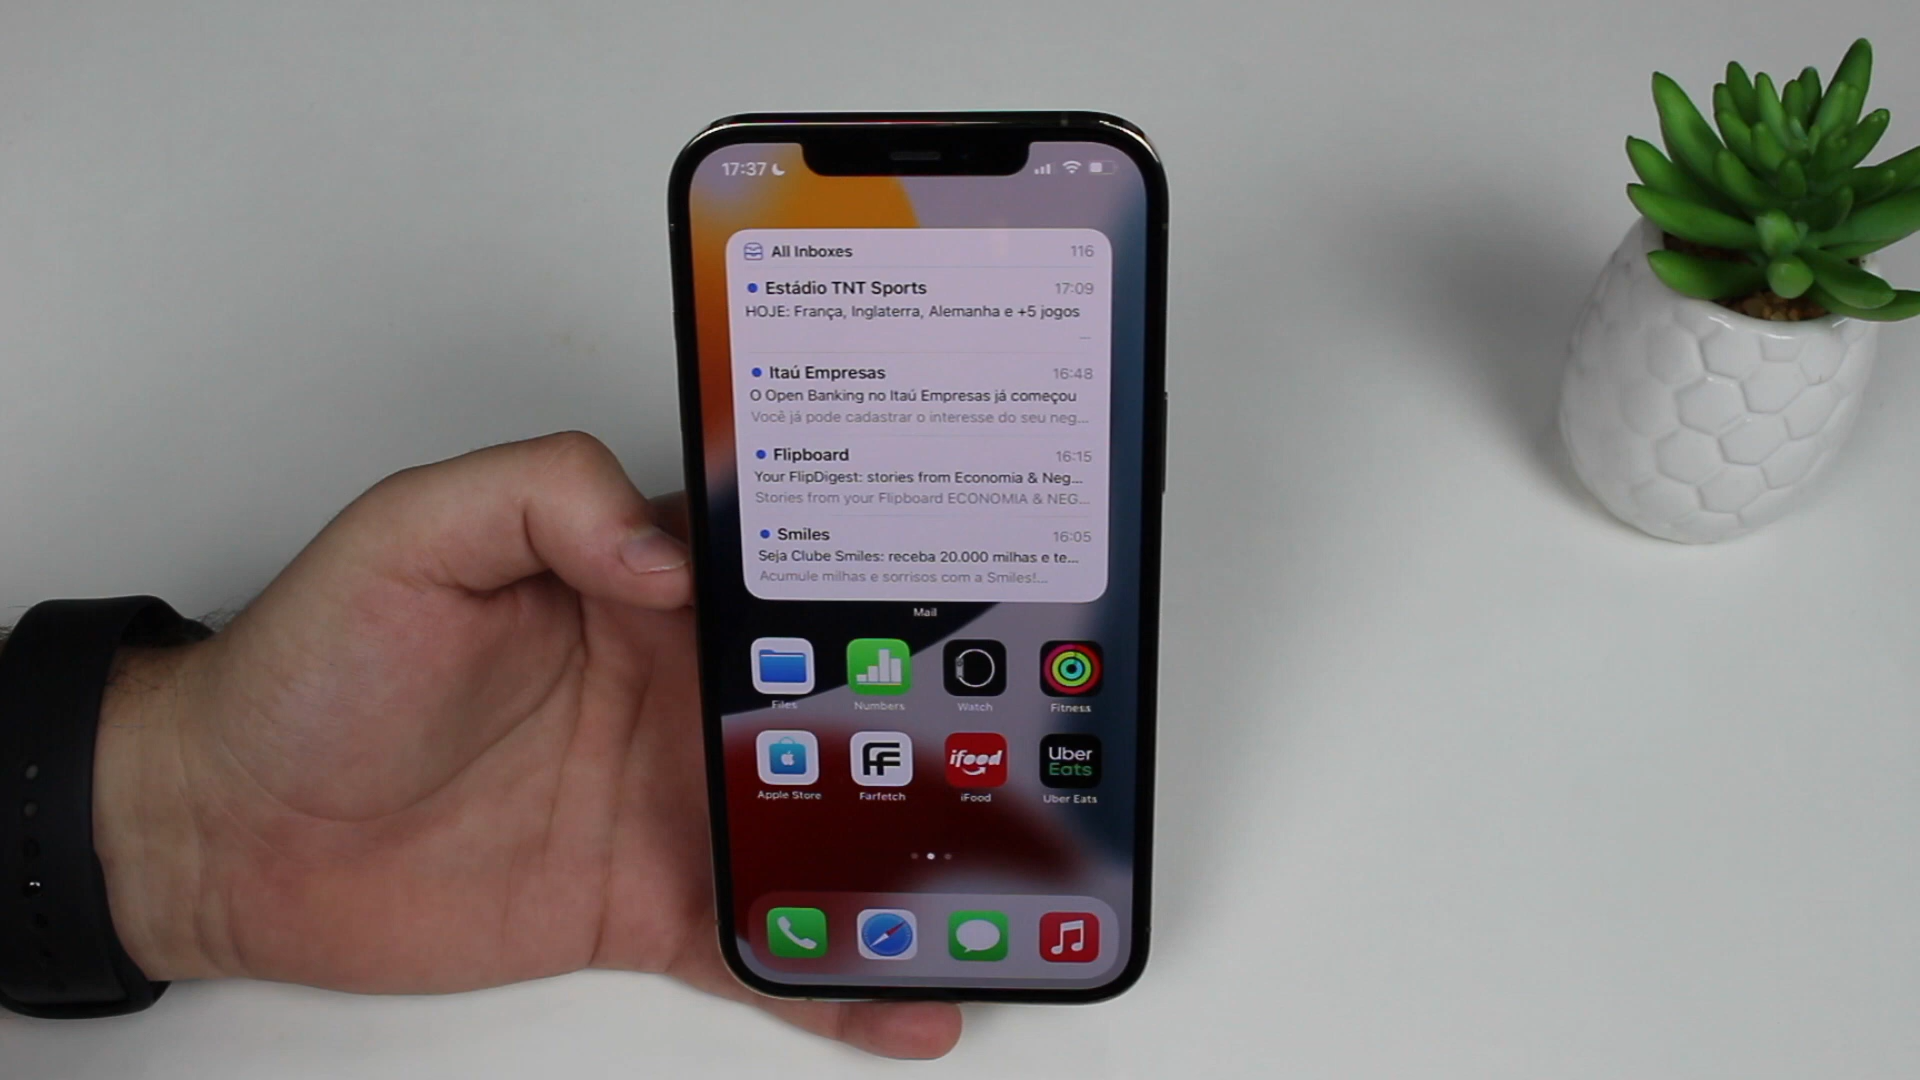 17:37
All Inboxes 116
Estádio TNT Sports 17:09
HOJE: França, Inglaterra, Alemanha e +5 jogos
Itaú Empresas 16:48
O Open Banking no Itaú Empresas já começou
Você já pode cadastrar o interesse do seu neg...
Flipboard 16:15
Your FlipDigest: stories from Economia & Neg...
Stories from your Flipboard ECONOMIA & NEG...
Smiles 16:05
Seja Clube Smiles: receba 20.000 milhas e te...
Acumule milhas e sorrisos com a Smiles!...
Mail
Files Numbers Watch Fitness
ifood Uber
Eats
Apple Store Farfetch iFood Uber Eats